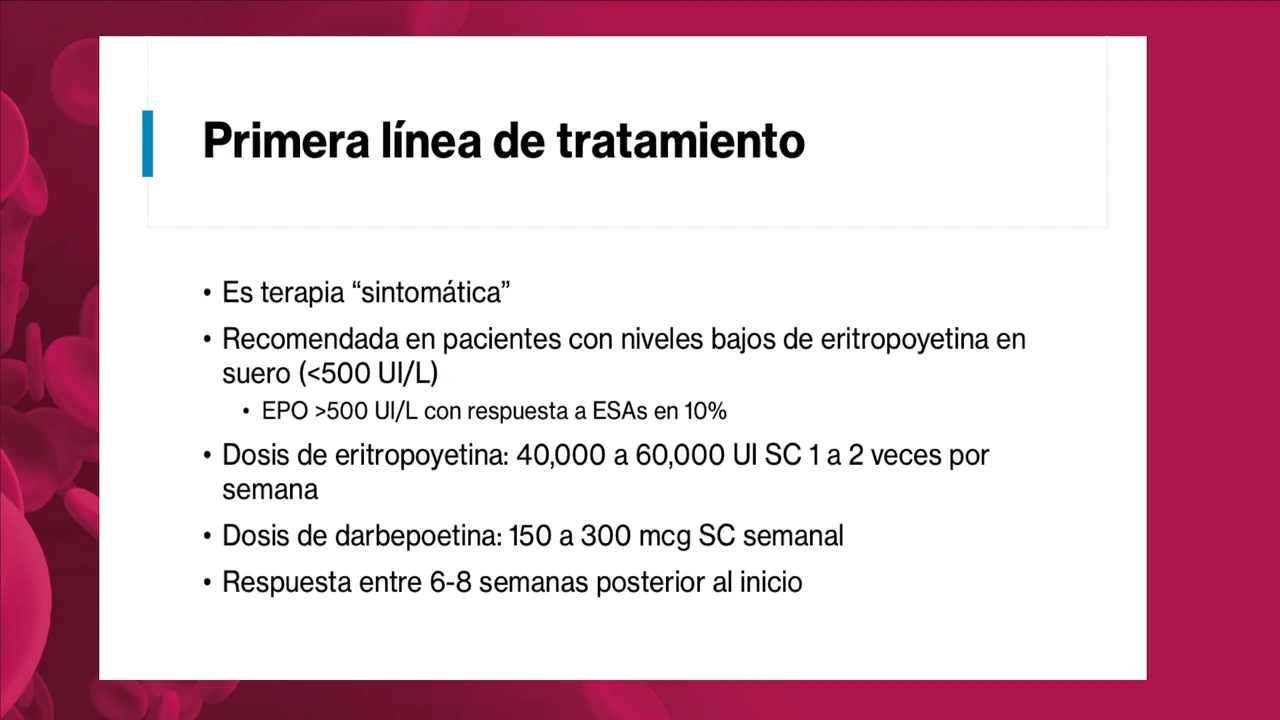 Primera línea de tratamiento
• Es terapia “sintomática”
• Recomendada en pacientes con niveles bajos de eritropoyetina en
suero (<500 UI/L)
• EPO >500 UI/L con respuesta a ESAs en 10%
• Dosis de eritropoyetina: 40,000 a 60,000 UI SC 1 a 2 veces por
semana
• Dosis de darbepoetina: 150 a 300 mcg SC semanal
• Respuesta entre 6-8 semanas posterior al inicio